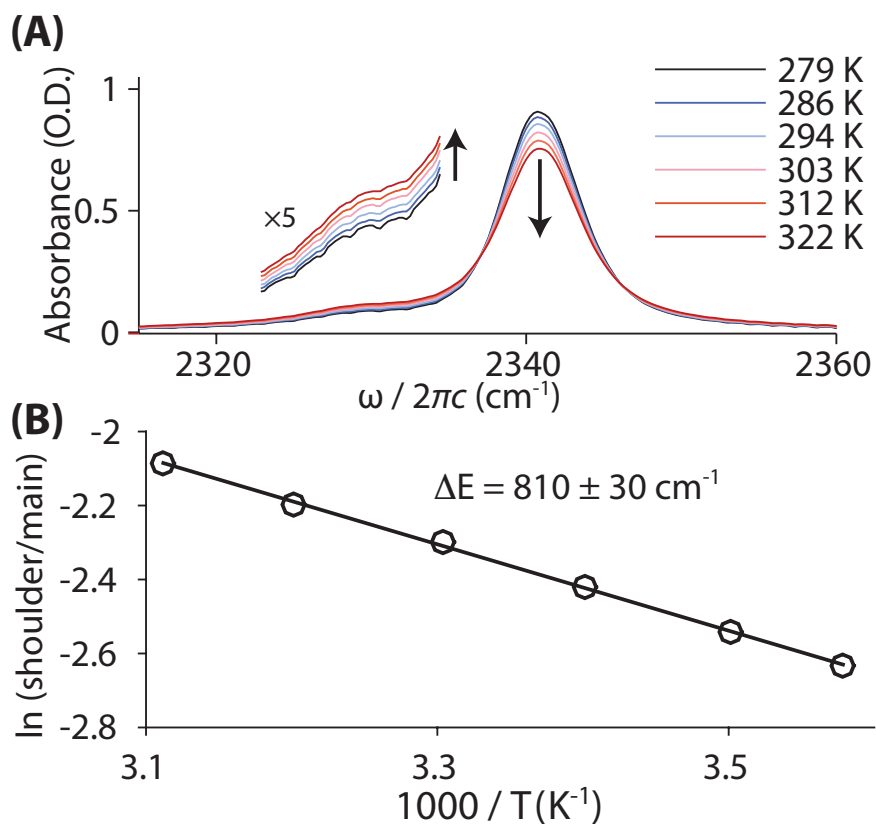 (A)
Absorbance (O.D.)
1
0.5
0
×5
279 K
286 K
294 K
303 K
312 K
322 K
2320
2340
2360
ω / 2πc (cm⁻¹)
(B)
ln (shoulder/main)
-2
-2.2
-2.4
-2.6
-2.8
ΔE = 810 ± 30 cm⁻¹
3.1
3.3
3.5
1000 / T (K⁻¹)